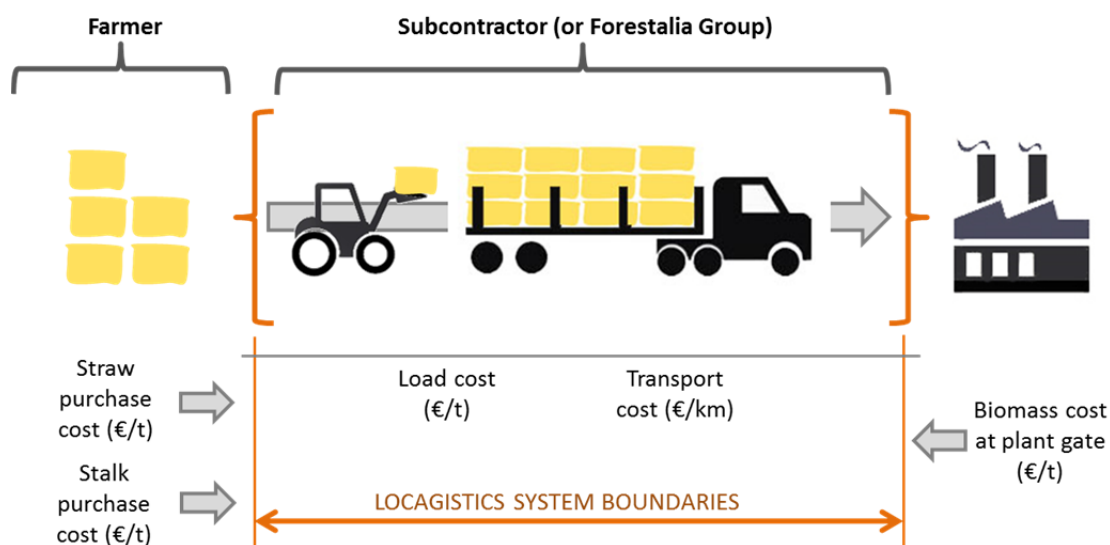 Farmer
Subcontractor (or Forestalia Group)
Straw
purchase
cost (€/t)
Load cost
(€/t)
Transport
cost (€/km)
Biomass cost
at plant gate
(€/t)
Stalk
purchase
cost (€/t)
LOCAGISTICS SYSTEM BOUNDARIES